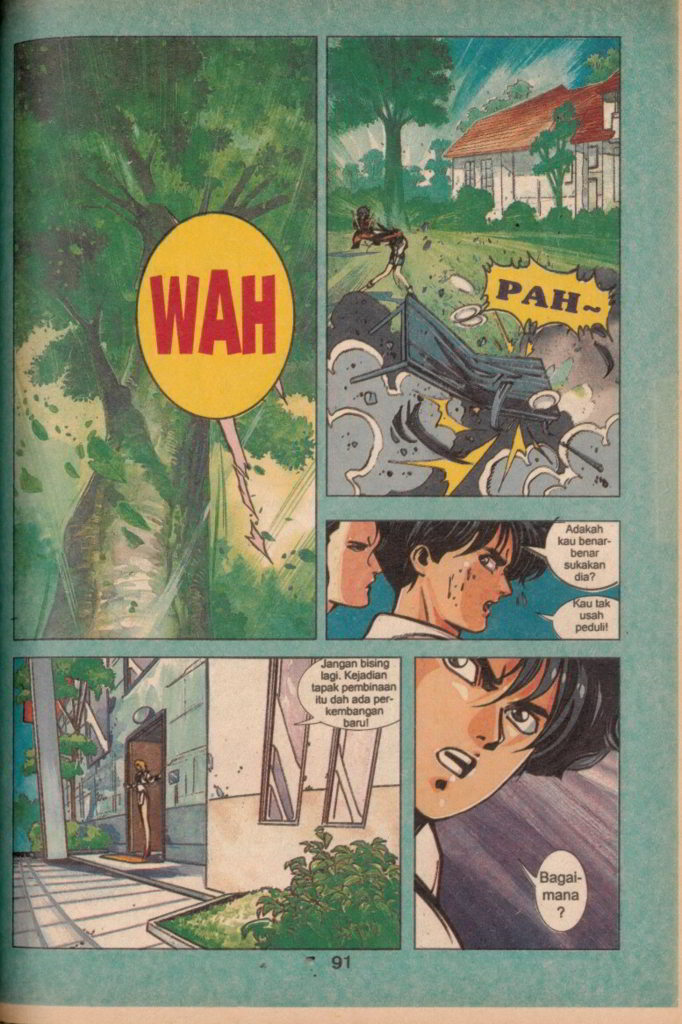 WAH
PAH~
Adakah
kau benar-
benar
sukakan
dia?
Kau tak
usah
peduli!
Jangan bising
lagi. Kejadian
tapak pembinaan
itu dah ada per-
kembangan
baru!
Bagai-
mana
?
91